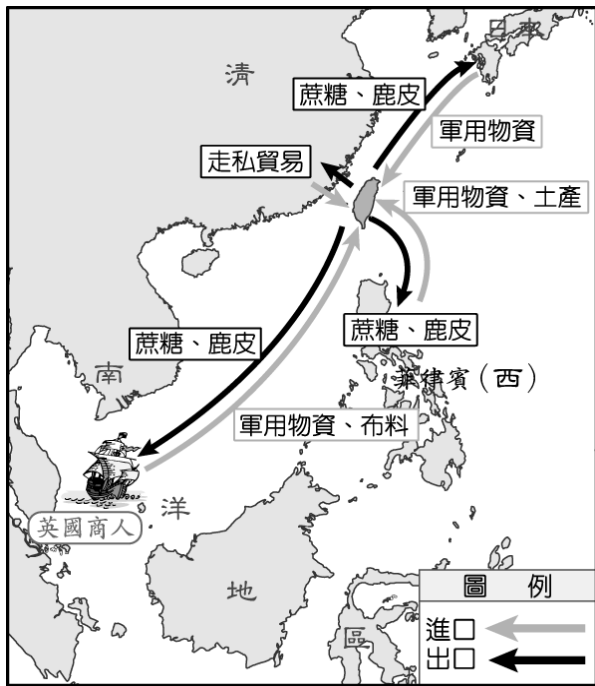 日本
清
蔗糖、鹿皮
軍用物資
走私貿易
軍用物資、土產
蔗糖、鹿皮
蔗糖、鹿皮
菲律賓(西)
南
軍用物資、布料
洋
英國商人
地
區
圖 例
進口
出口